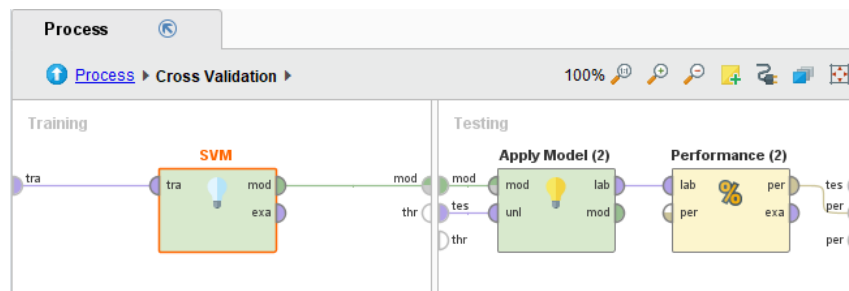 Process
Process ▸ Cross Validation ▸
100%
Training
Testing
SVM
Apply Model (2)
Performance (2)
tra
tra
mod
exa
mod
thr
mod
tes
thr
mod
unl
lab
mod
lab
per
per
exa
tes
per
per